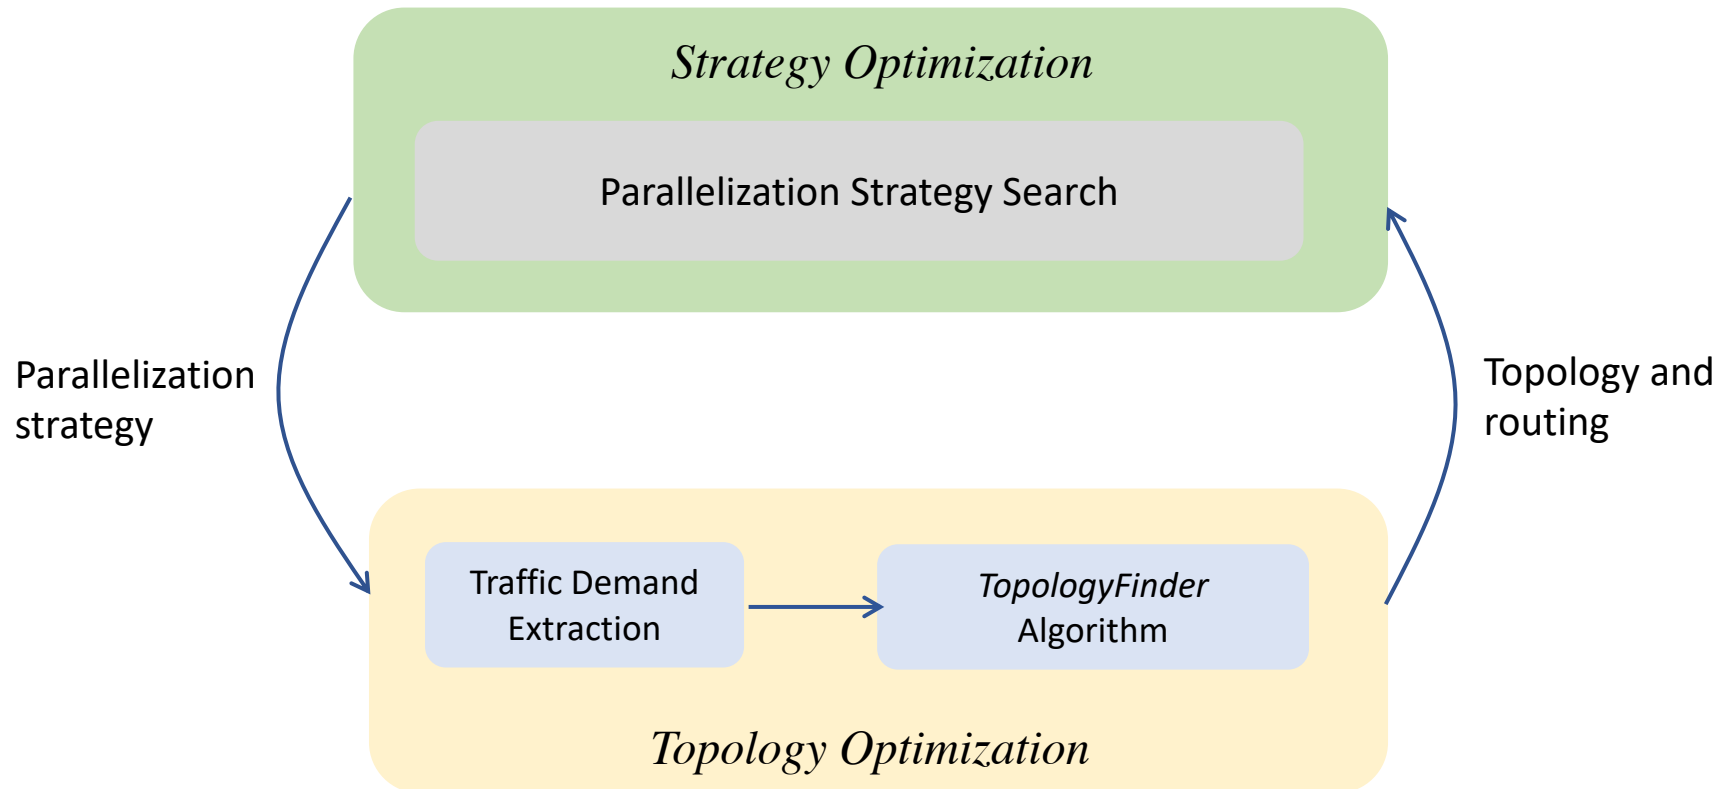 Strategy Optimization
Parallelization Strategy Search
Parallelization
strategy
Topology and
routing
Traffic Demand
Extraction
TopologyFinder
Algorithm
Topology Optimization